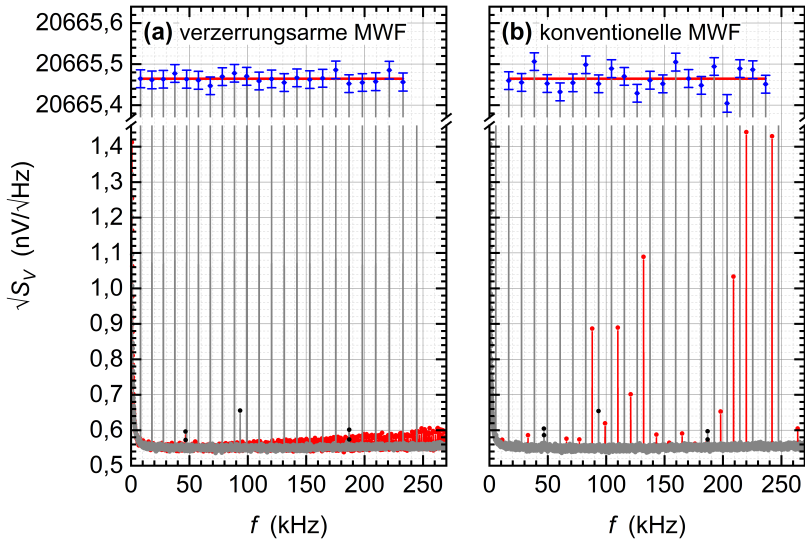 (a) verzerrungsarme MWF
(b) konventionelle MWF
20665,6
20665,5
20665,4
1,4
1,3
1,2
1,1
1,0
0,9
0,8
0,7
0,6
0,5
√S_V (nV/√Hz)
0 50 100 150 200 250
0 50 100 150 200 250
f (kHz)
f (kHz)